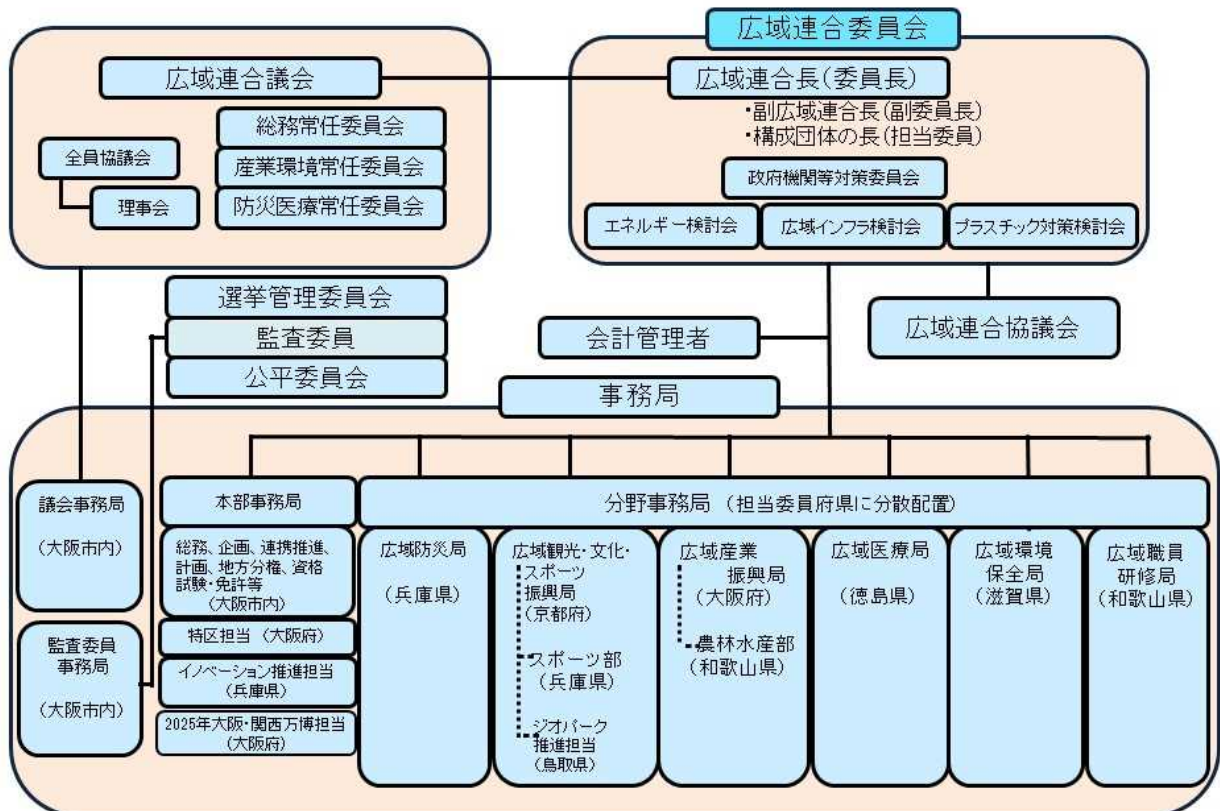 広域連合委員会
広域連合議会
総務常任委員会
産業環境常任委員会
防災医療常任委員会
全員協議会
理事会
広域連合長(委員長)
・副広域連合長(副委員長)
・構成団体の長(担当委員)
政府機関等対策委員会
エネルギー検討会
広域インフラ検討会
プラスチック対策検討会
選挙管理委員会
監査委員
公平委員会
会計管理者
広域連合協議会
事務局
議会事務局
(大阪市内)
監査委員
事務局
(大阪市内)
本部事務局
総務、企画、連携推進、
計画、地方分権、資格
試験・免許等
(大阪市内)
特区担当 (大阪府)
イノベーション推進担当
(兵庫県)
2025年大阪・関西万博担当
(大阪府)
分野事務局 (担当委員府県に分散配置)
広域防災局
(兵庫県)
広域観光・文化・
スポーツ
振興局
(京都府)
スポーツ部
(兵庫県)
ジオパーク
推進担当
(鳥取県)
広域産業
振興局
(大阪府)
農林水産部
(和歌山県)
広域医療局
(徳島県)
広域環境
保全局
(滋賀県)
広域職員
研修局
(和歌山県)